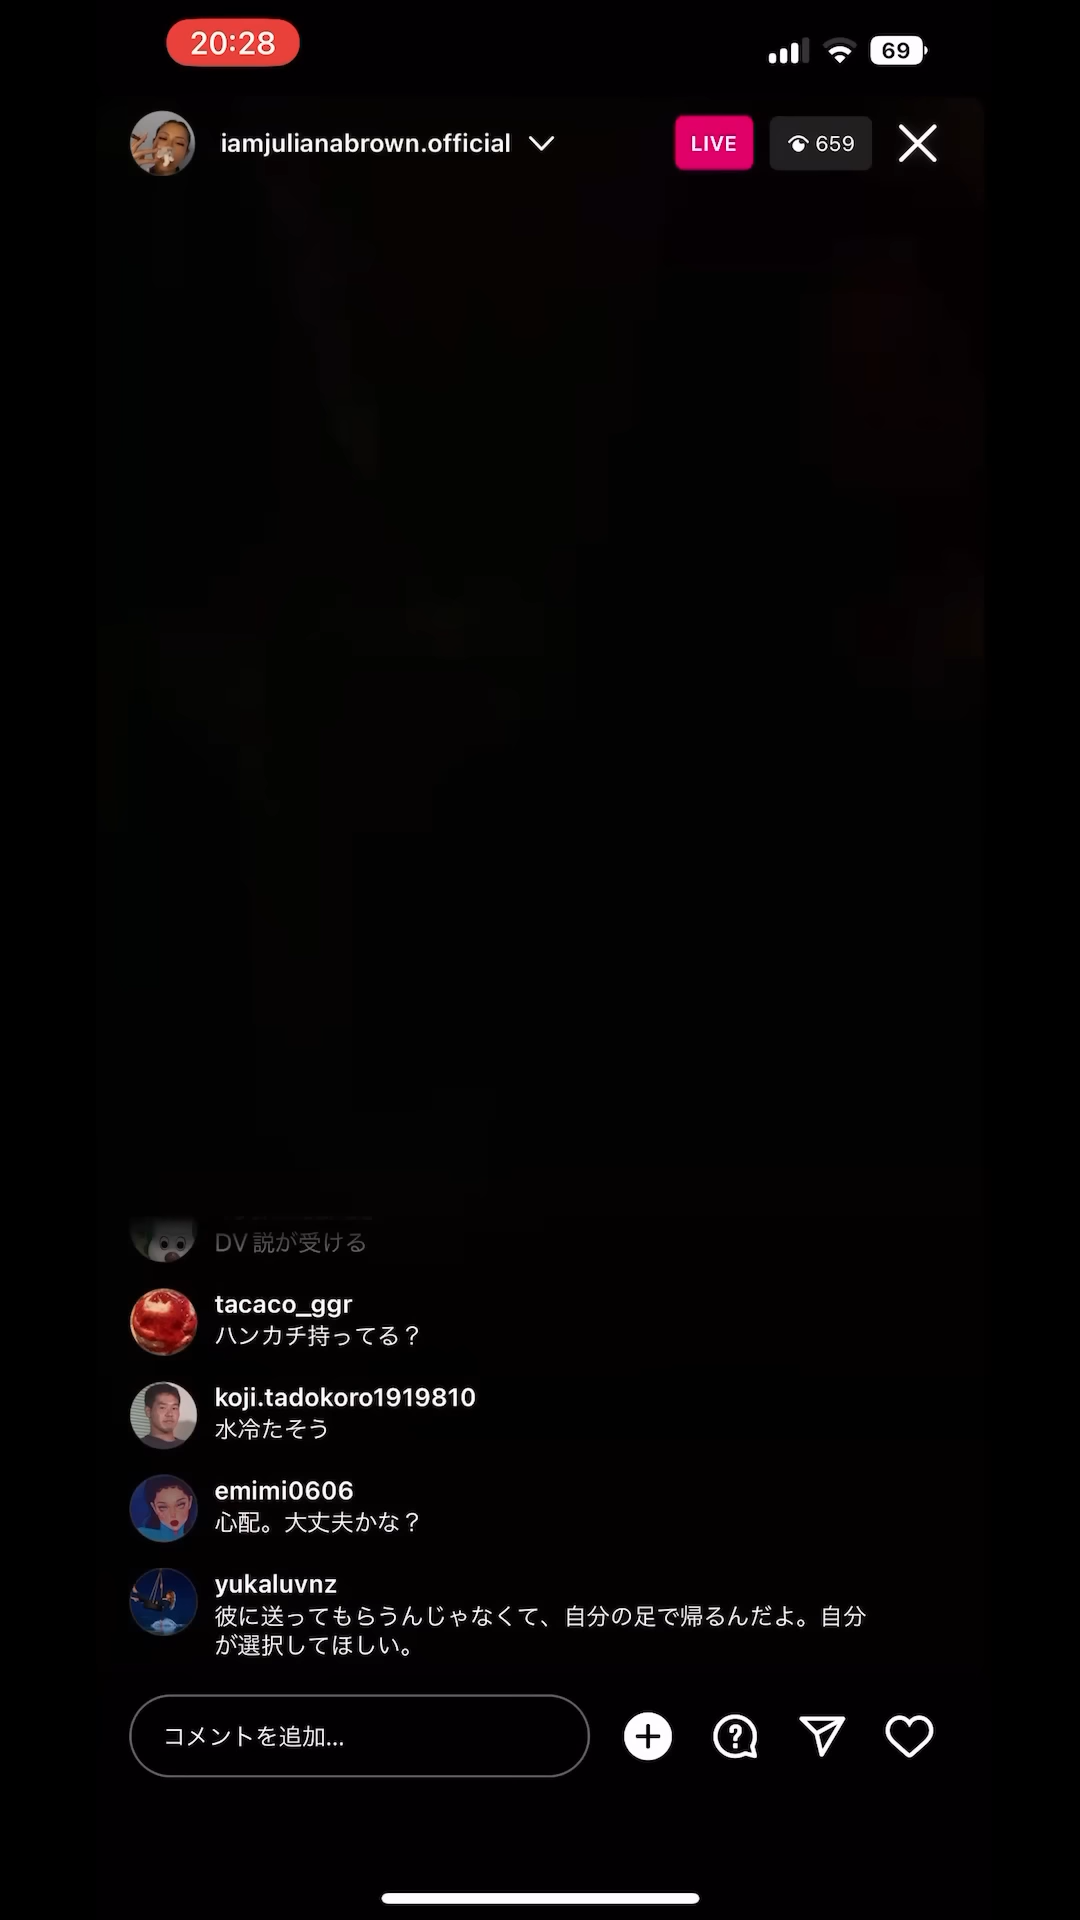 20:28
69
iamjulianabrown.official
LIVE
659
DV説が受ける
tacaco_ggr
ハンカチ持ってる？
koji.tadokoro1919810
水冷たそう
emimi0606
心配。大丈夫かな？
yukaluvnz
彼に送ってもらうんじゃなくて、自分の足で帰るんだよ。自分
が選択してほしい。
コメントを追加...